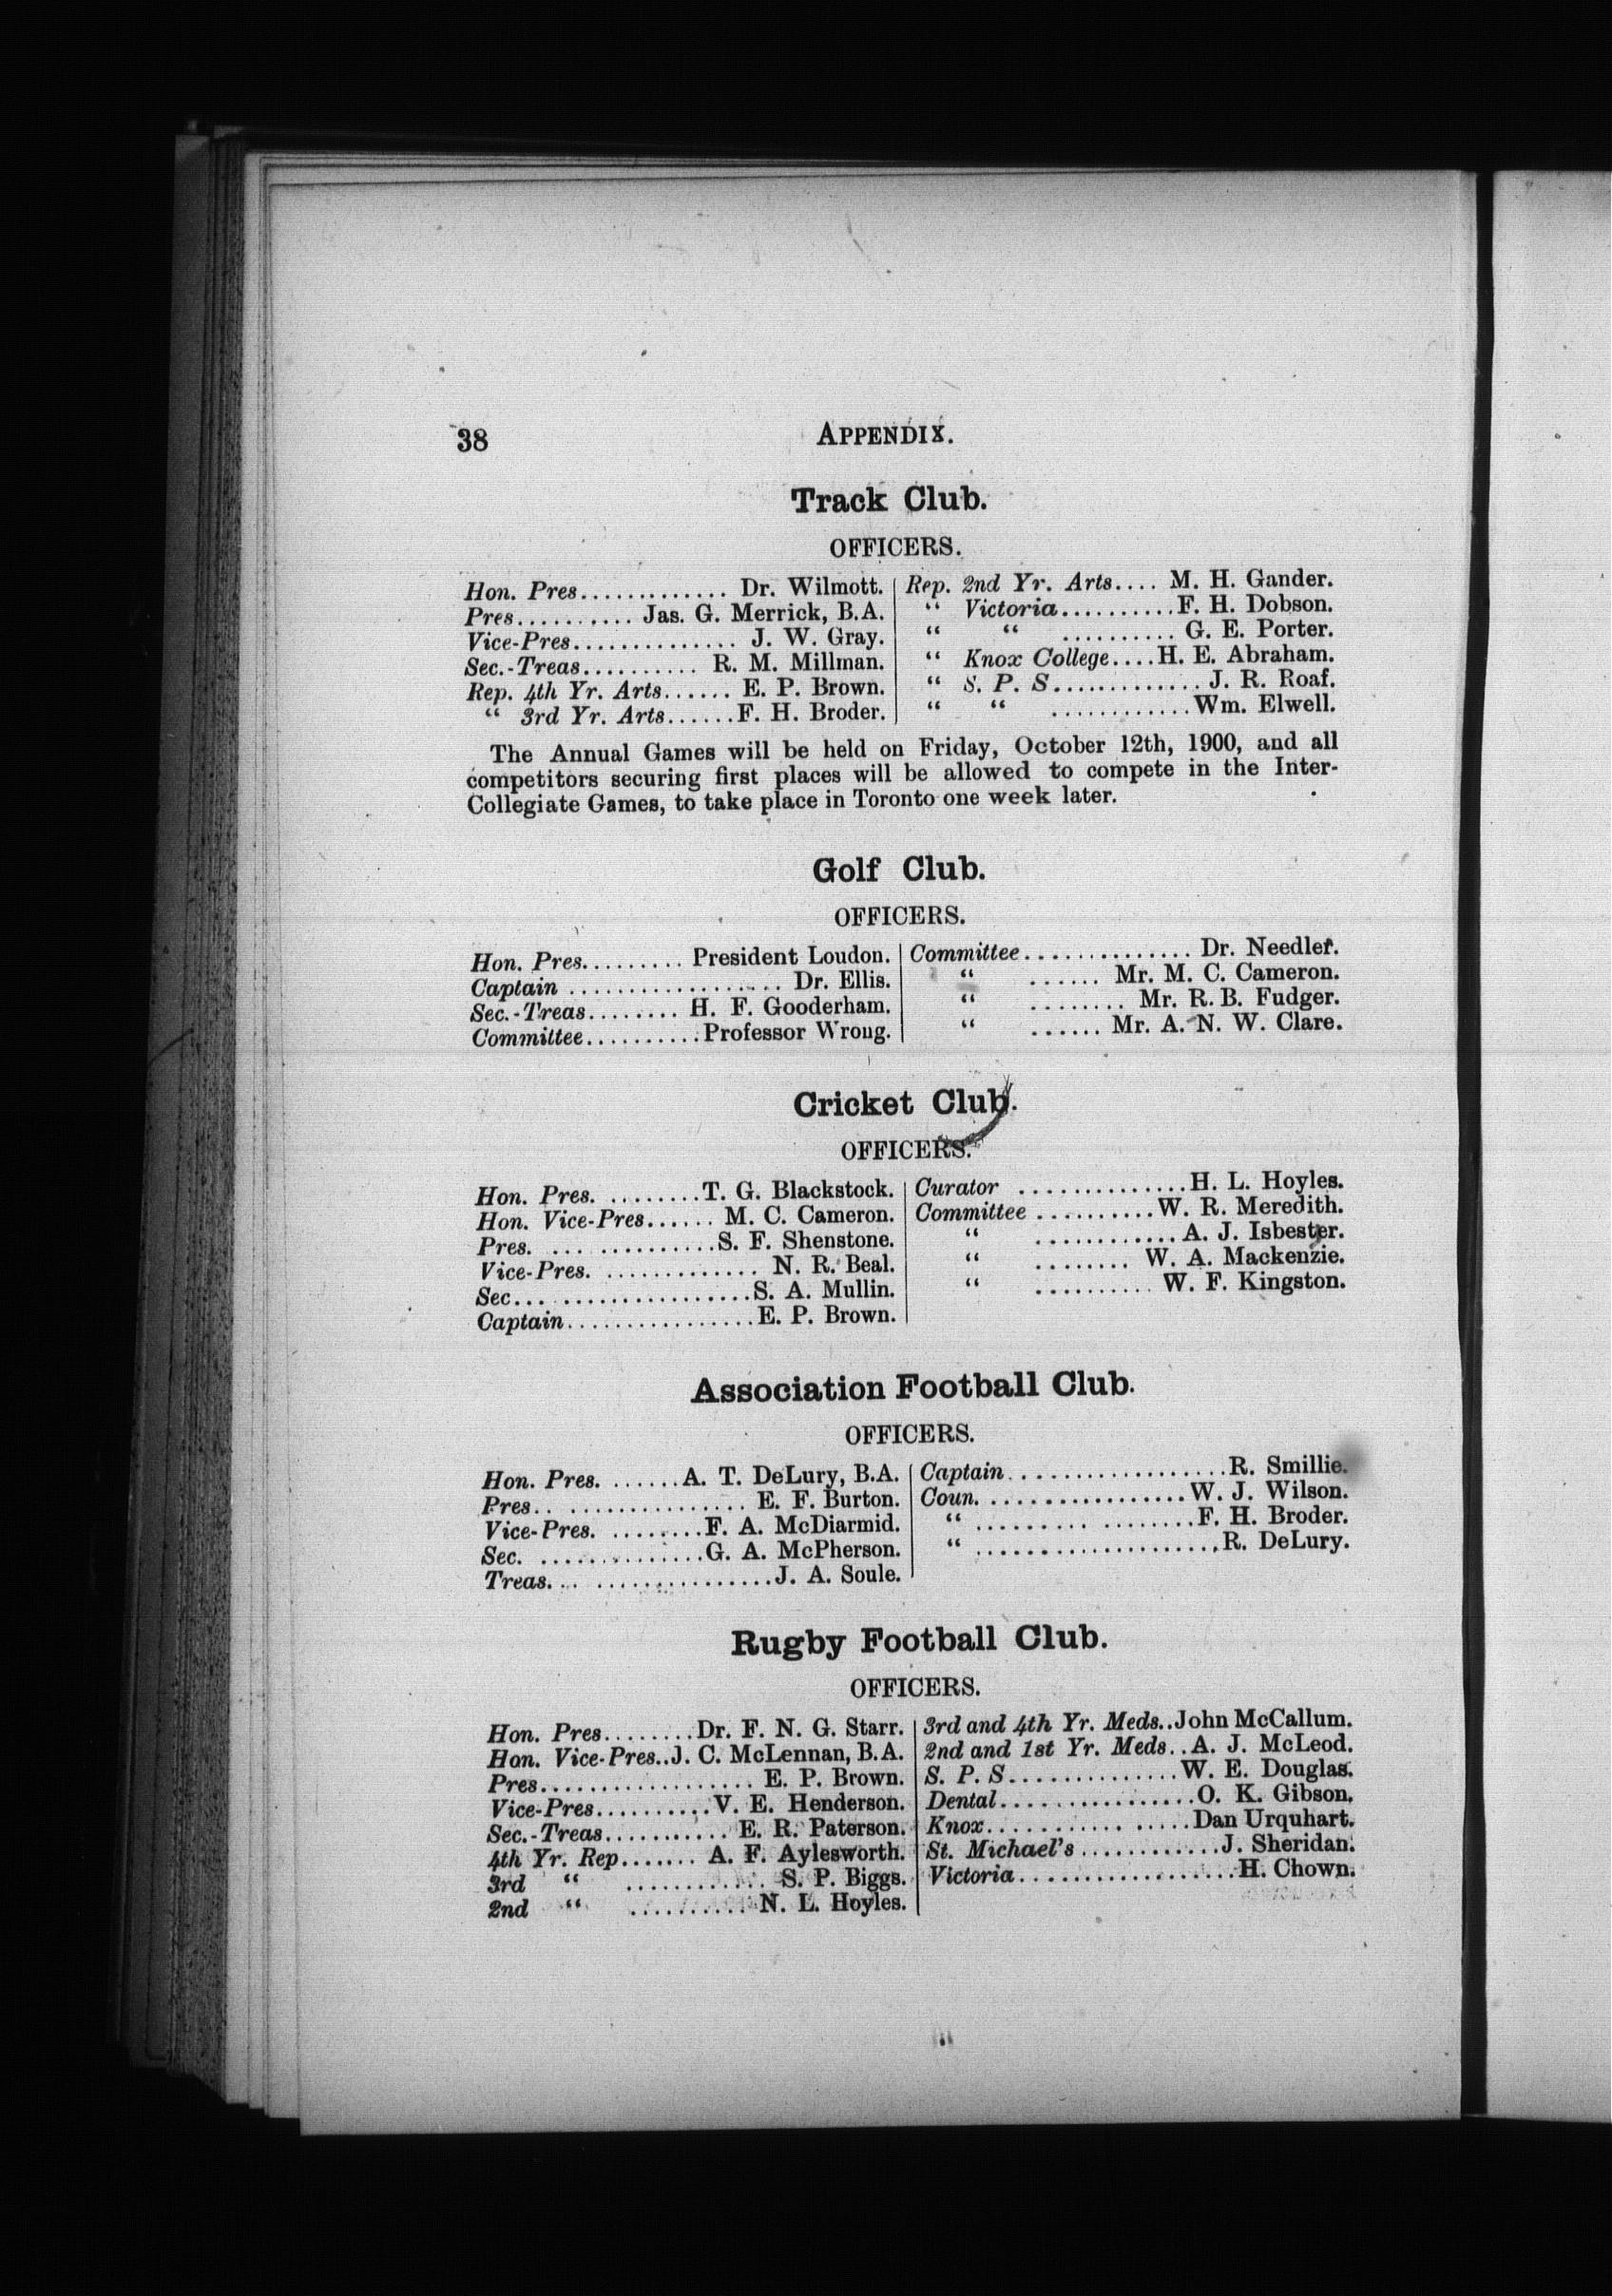 38
APPENDIX.
Track Club.
OFFICERS.
Hon. Pres............. Dr. Wilmott.
Pres.......... Jas. G. Merrick, B.A.
Vice-Pres.............. J. W. Gray.
Sec.-Treas.......... R. M. Millman.
Rep. 4th Yr. Arts...... E. P. Brown.
“ 3rd Yr. Arts......F. H. Broder.
Rep. 2nd Yr. Arts.... M. H. Gander.
“ Victoria..........F. H. Dobson.
“ “ .......... G. E. Porter.
“ Knox College....H. E. Abraham.
“ S. P. S............. J. R. Roaf.
“ “ ............Wm. Elwell.
The Annual Games will be held on Friday, October 12th, 1900, and all
competitors securing first places will be allowed to compete in the Inter-
Collegiate Games, to take place in Toronto one week later.
Golf Club.
OFFICERS.
Hon. Pres......... President Loudon.
Captain .................. Dr. Ellis.
Sec.-Treas........ H. F. Gooderham.
Committee..........Professor Wrong.
Committee............... Dr. Needler.
“ ...... Mr. M. C. Cameron.
“ ........ Mr. R. B. Fudger.
“ ...... Mr. A. N. W. Clare.
Cricket Club.
OFFICERS.
Hon. Pres. ........T. G. Blackstock.
Hon. Vice-Pres...... M. C. Cameron.
Pres. ...............S. F. Shenstone.
Vice-Pres. ............. N. R. Beal.
Sec.....................S. A. Mullin.
Captain.................E. P. Brown.
Curator ...............H. L. Hoyles.
Committee ..........W. R. Meredith.
“ ............A. J. Isbester.
“ ........ W. A. Mackenzie.
“ .......... W. F. Kingston.
Association Football Club.
OFFICERS.
Hon. Pres. ......A. T. DeLury, B.A.
Pres.. ................ E. F. Burton.
Vice-Pres. ........F. A. McDiarmid.
Sec. ..............G. A. McPherson.
Treas... ................J. A. Soule.
Captain...................R. Smillie.
Coun. .................W. J. Wilson.
“ .......... ........F. H. Broder.
“ .....................R. DeLury.
Rugby Football Club.
OFFICERS.
Hon. Pres........Dr. F. N. G. Starr.
Hon. Vice-Pres..J. C. McLennan, B.A.
Pres.................. E. P. Brown.
Vice-Pres..........V. E. Henderson.
Sec.-Treas........... E. R. Paterson.
4th Yr. Rep....... A. F. Aylesworth.
3rd “ ............ S. P. Biggs.
2nd “ ..........N. L. Hoyles.
3rd and 4th Yr. Meds..John McCallum.
2nd and 1st Yr. Meds..A. J. McLeod.
S. P. S...............W. E. Douglas.
Dental.................O. K. Gibson.
Knox........... .....Dan Urquhart.
St. Michael's ............J. Sheridan.
Victoria...................H. Chown.